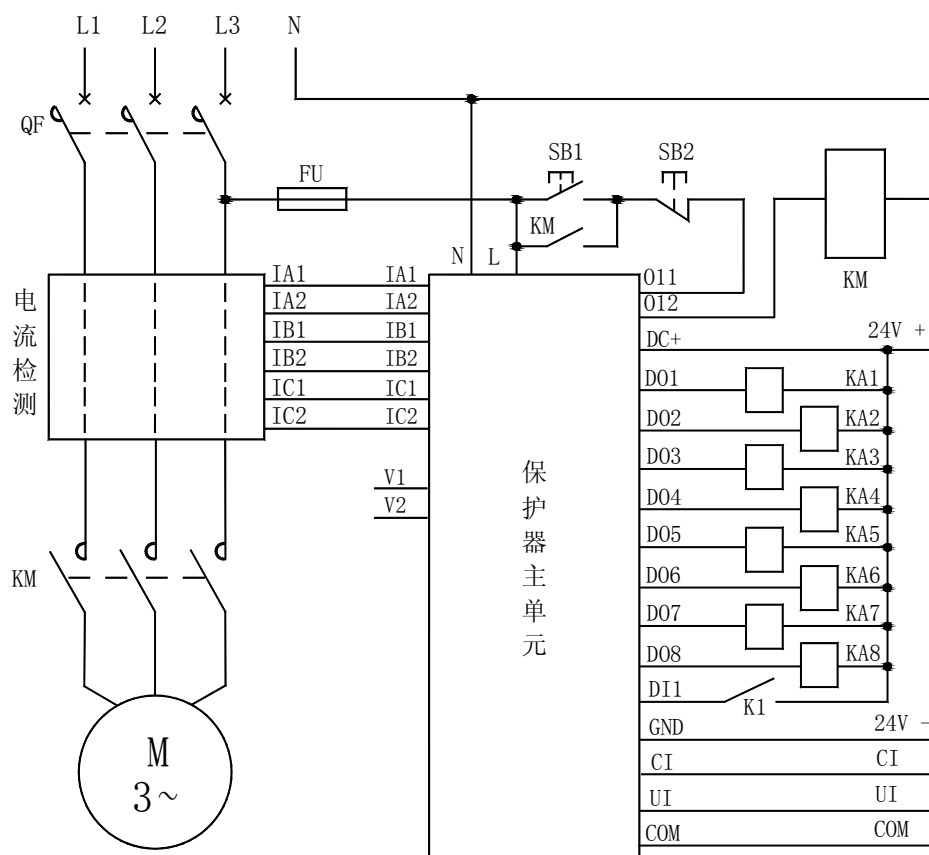 L1 L2 L3 N
QF
FU
SB1 SB2
KM
N L
KM
电流检测
IA1 IA1
IA2 IA2
IB1 IB1
IB2 IB2
IC1 IC1
IC2 IC2
V1
V2
保护器主单元
O11
O12
DC+ 24V +
DO1 KA1
DO2 KA2
DO3 KA3
DO4 KA4
DO5 KA5
DO6 KA6
DO7 KA7
DO8 KA8
DI1 K1
GND 24V -
CI CI
UI UI
COM COM
KM
M
3~